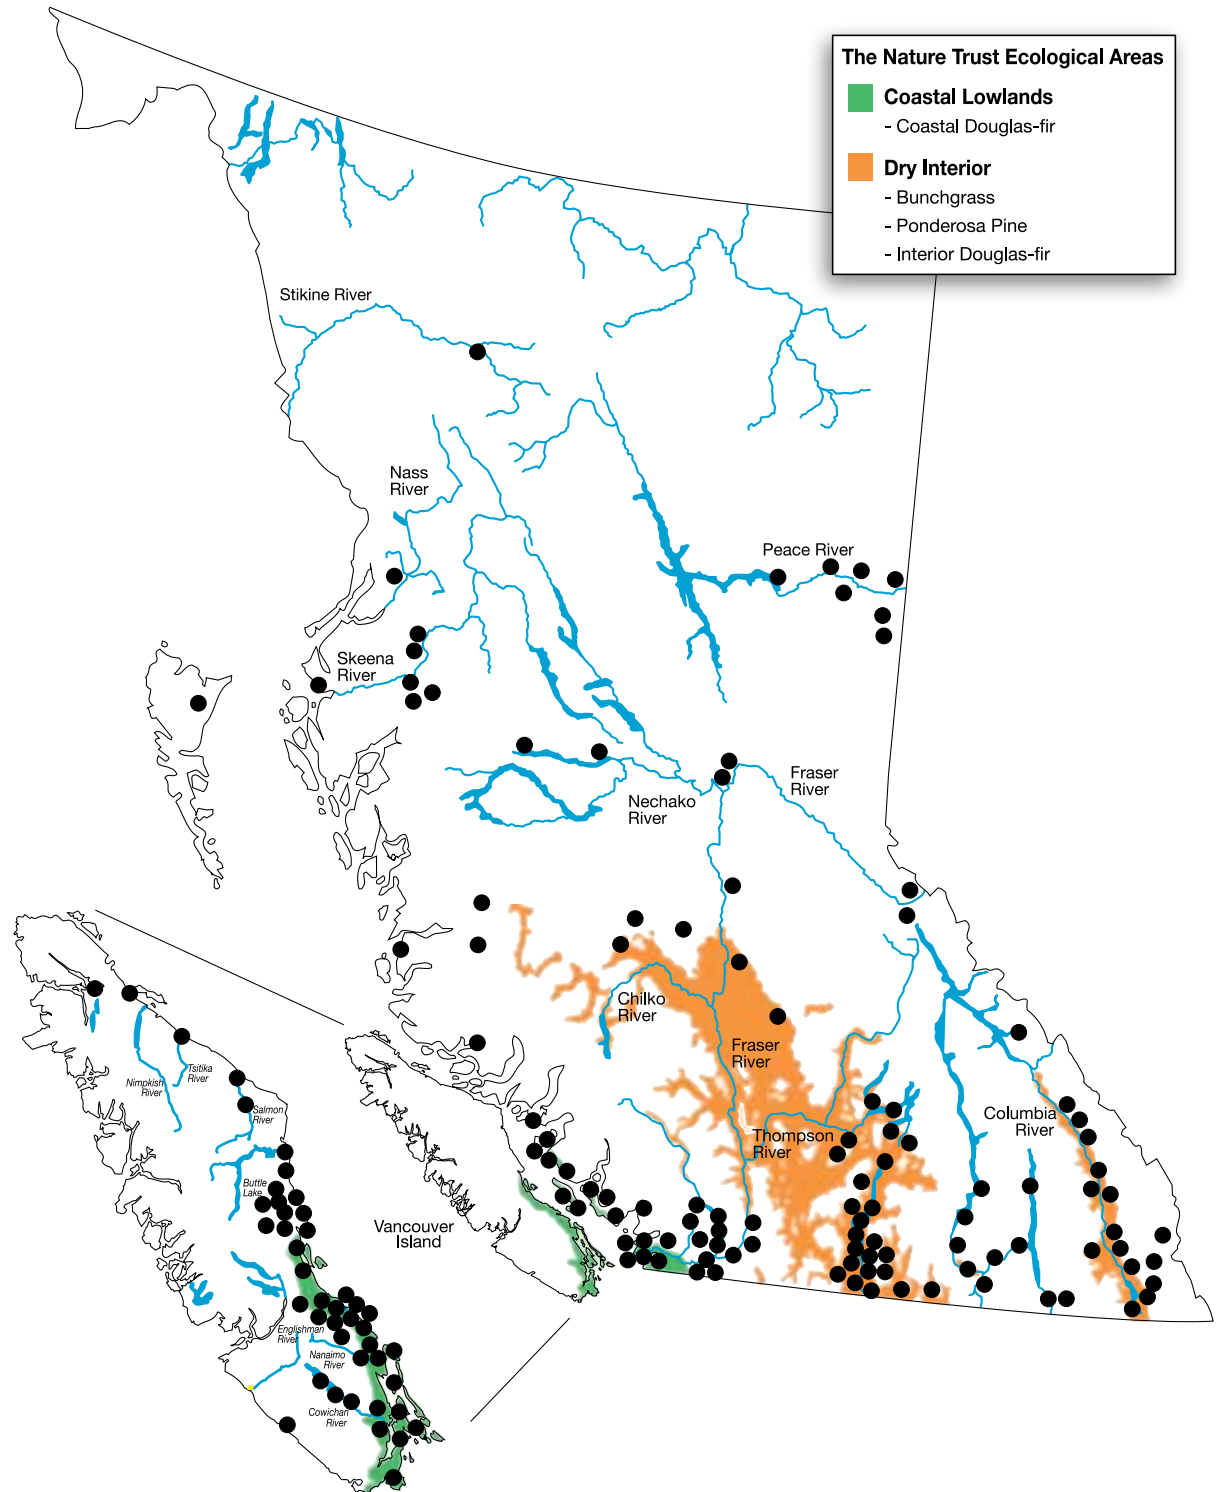 The Nature Trust Ecological Areas
Coastal Lowlands
- Coastal Douglas-fir
Dry Interior
- Bunchgrass
- Ponderosa Pine
- Interior Douglas-fir
Stikine River
Nass
River
Peace River
Skeena
River
Fraser
River
Nechako
River
Chilko
River
Fraser
River
Tsitika
River
Nimpkish
River
Salmon
River
Columbia
River
Thompson
River
Buttle
Lake
Vancouver
Island
Englishman
River
Nanaimo
River
Cowichan
River